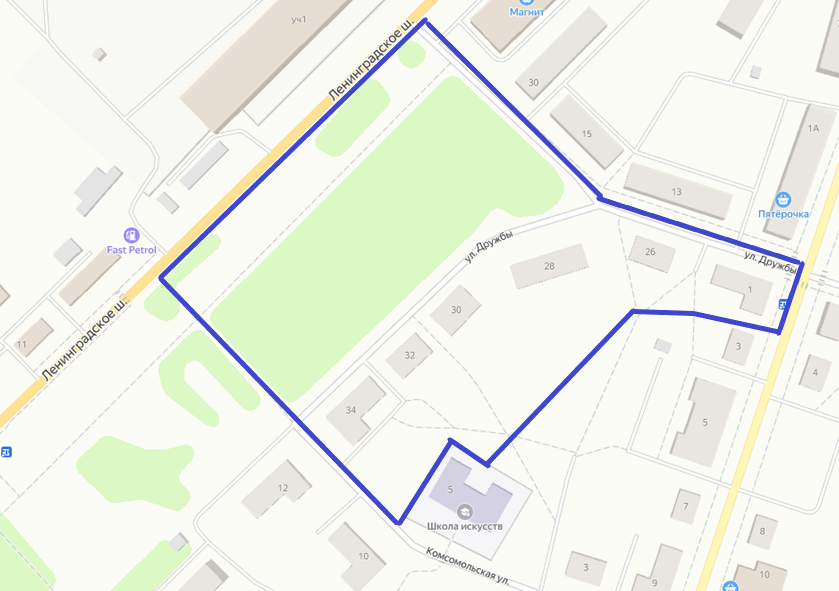 уч1
Магнит
Ленинградское ш.
30
15
1А
13
Пятёрочка
Fast Petrol
ул. Дружбы
26
ул. Дружбы
28
1
30
Ленинградское ш.
11
32
3
4
34
5
5
12
7
Школа искусств
8
10
Комсомольская ул.
3
9
10